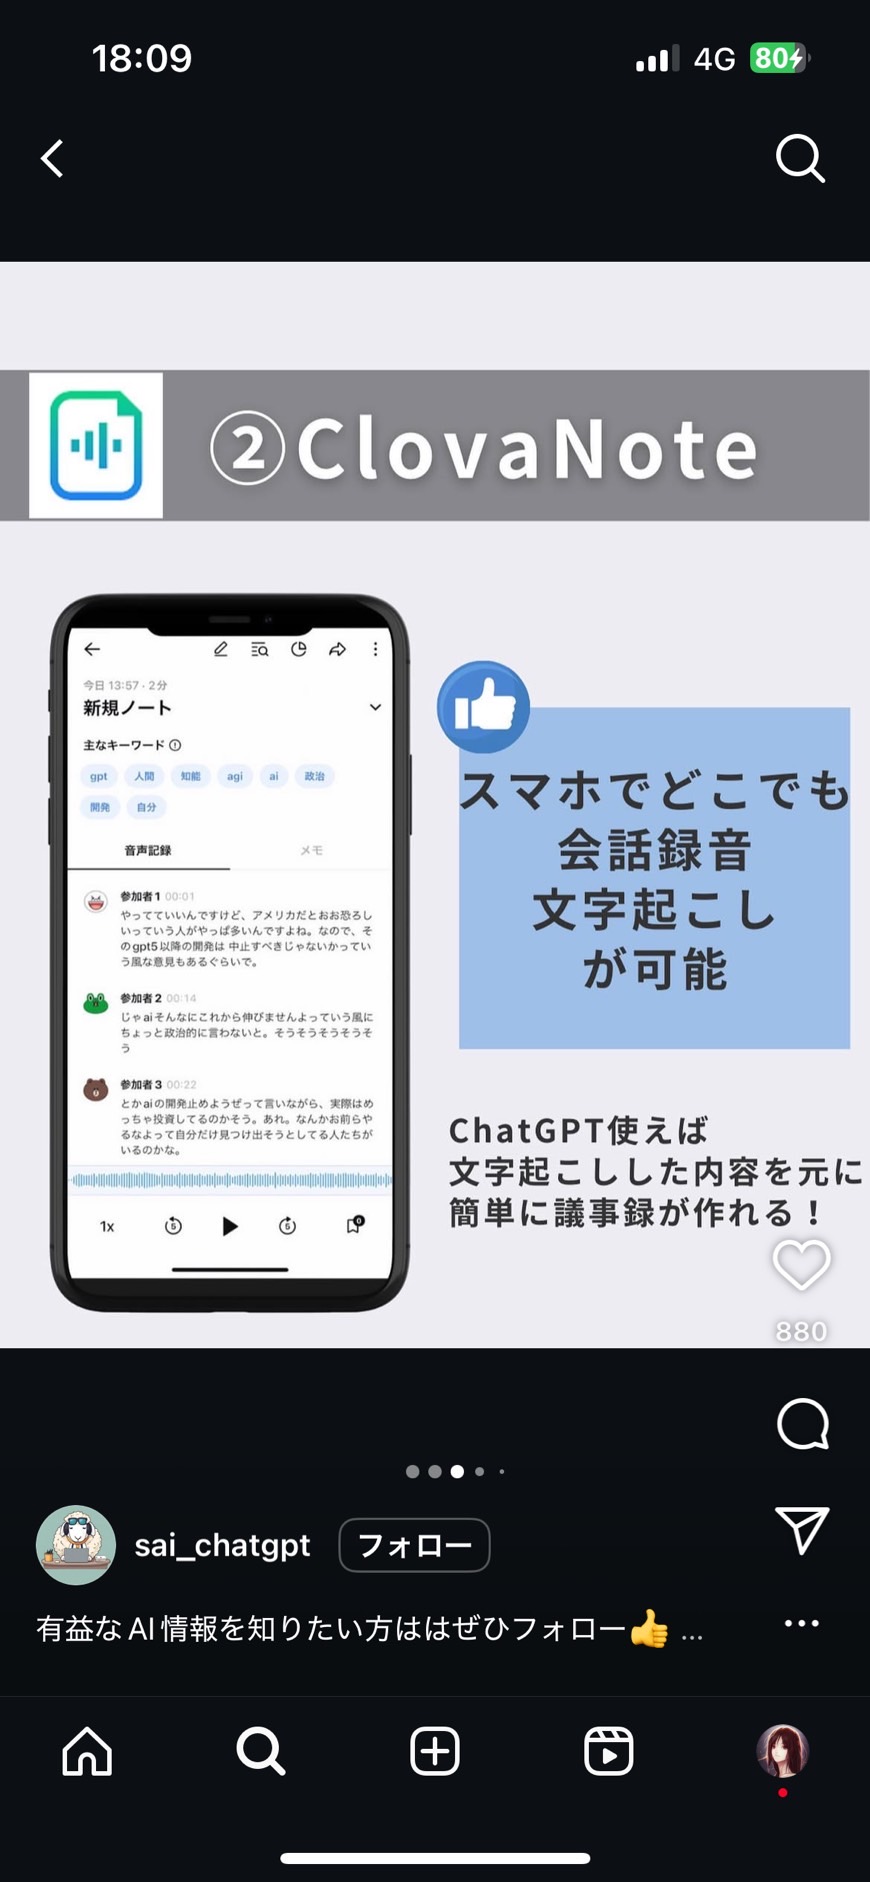 18:09
4G 80
②ClovaNote
今日 13:57・2分
新規ノート
主なキーワード
gpt 人間 知能 agi ai 政治
開発 自分
音声記録 メモ
参加者1 00:01
やってていいんですけど、アメリカだとおお恐ろし
いっていう人がやっぱ多いんですよね。なので、そ
のgpt5以降の開発は 中止すべきじゃないかってい
う風な意見もあるぐらいで。
参加者2 00:14
じゃaiそんなにこれから伸びませんよっていう風に
ちょっと政治的に言わないと。そうそうそうそうそ
う
参加者3 00:22
とかaiの開発止めようぜって言いながら、実際はめ
っちゃ投資してるのかそう。あれ。なんかお前らや
るなよって自分だけ見つけ出そうとしてる人たちが
いるのかな。
1x 5 5 0
スマホでどこでも
会話録音
文字起こし
が可能
ChatGPT使えば
文字起こしした内容を元に
簡単に議事録が作れる！
880
sai_chatgpt フォロー
有益なAI情報を知りたい方ははぜひフォロー👍 ...